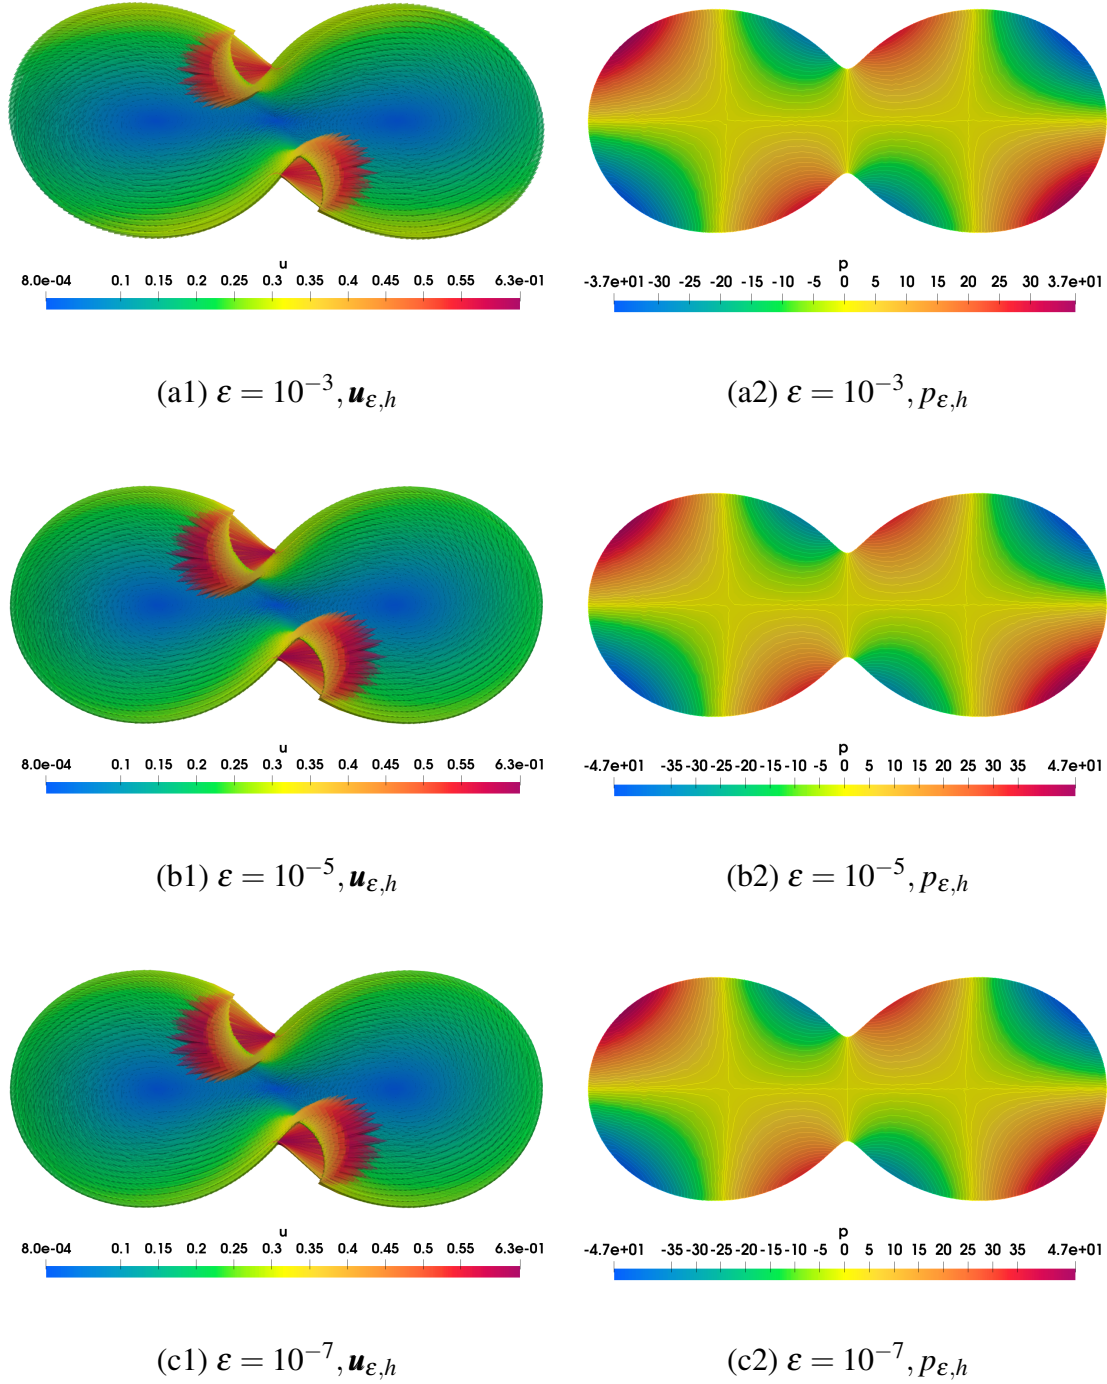 u
8.0e-04 0.1 0.15 0.2 0.25 0.3 0.35 0.4 0.45 0.5 0.55 6.3e-01
p
-3.7e+01 -30 -25 -20 -15 -10 -5 0 5 10 15 20 25 30 3.7e+01
(a1) ε = 10⁻³, 𝒖_{ε,h}
(a2) ε = 10⁻³, p_{ε,h}
u
8.0e-04 0.1 0.15 0.2 0.25 0.3 0.35 0.4 0.45 0.5 0.55 6.3e-01
p
-4.7e+01 -35 -25 -20 -15 -10 -5 0 5 10 15 20 25 30 35 4.7e+01
(b1) ε = 10⁻⁵, 𝒖_{ε,h}
(b2) ε = 10⁻⁵, p_{ε,h}
u
8.0e-04 0.1 0.15 0.2 0.25 0.3 0.35 0.4 0.45 0.5 0.55 6.3e-01
p
-4.7e+01 -35 -25 -20 -15 -10 -5 0 5 10 15 20 25 30 35 4.7e+01
(c1) ε = 10⁻⁷, 𝒖_{ε,h}
(c2) ε = 10⁻⁷, p_{ε,h}